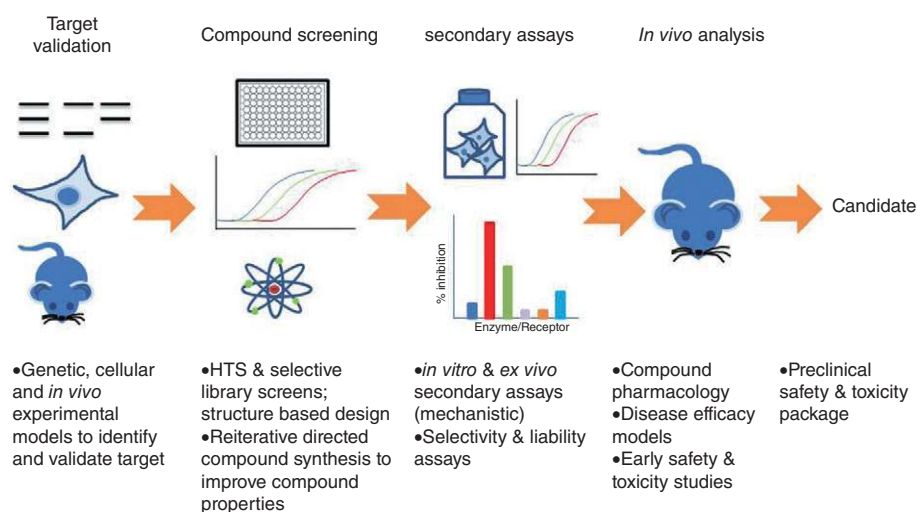 Target
validation
Compound screening
secondary assays
In vivo analysis
Candidate
% inhibition
Enzyme/Receptor
•Genetic, cellular
and in vivo
experimental
models to identify
and validate target
•HTS & selective
library screens;
structure based design
•Reiterative directed
compound synthesis to
improve compound
properties
•in vitro & ex vivo
secondary assays
(mechanistic)
•Selectivity & liability
assays
•Compound
pharmacology
•Disease efficacy
models
•Early safety &
toxicity studies
•Preclinical
safety & toxicity
package